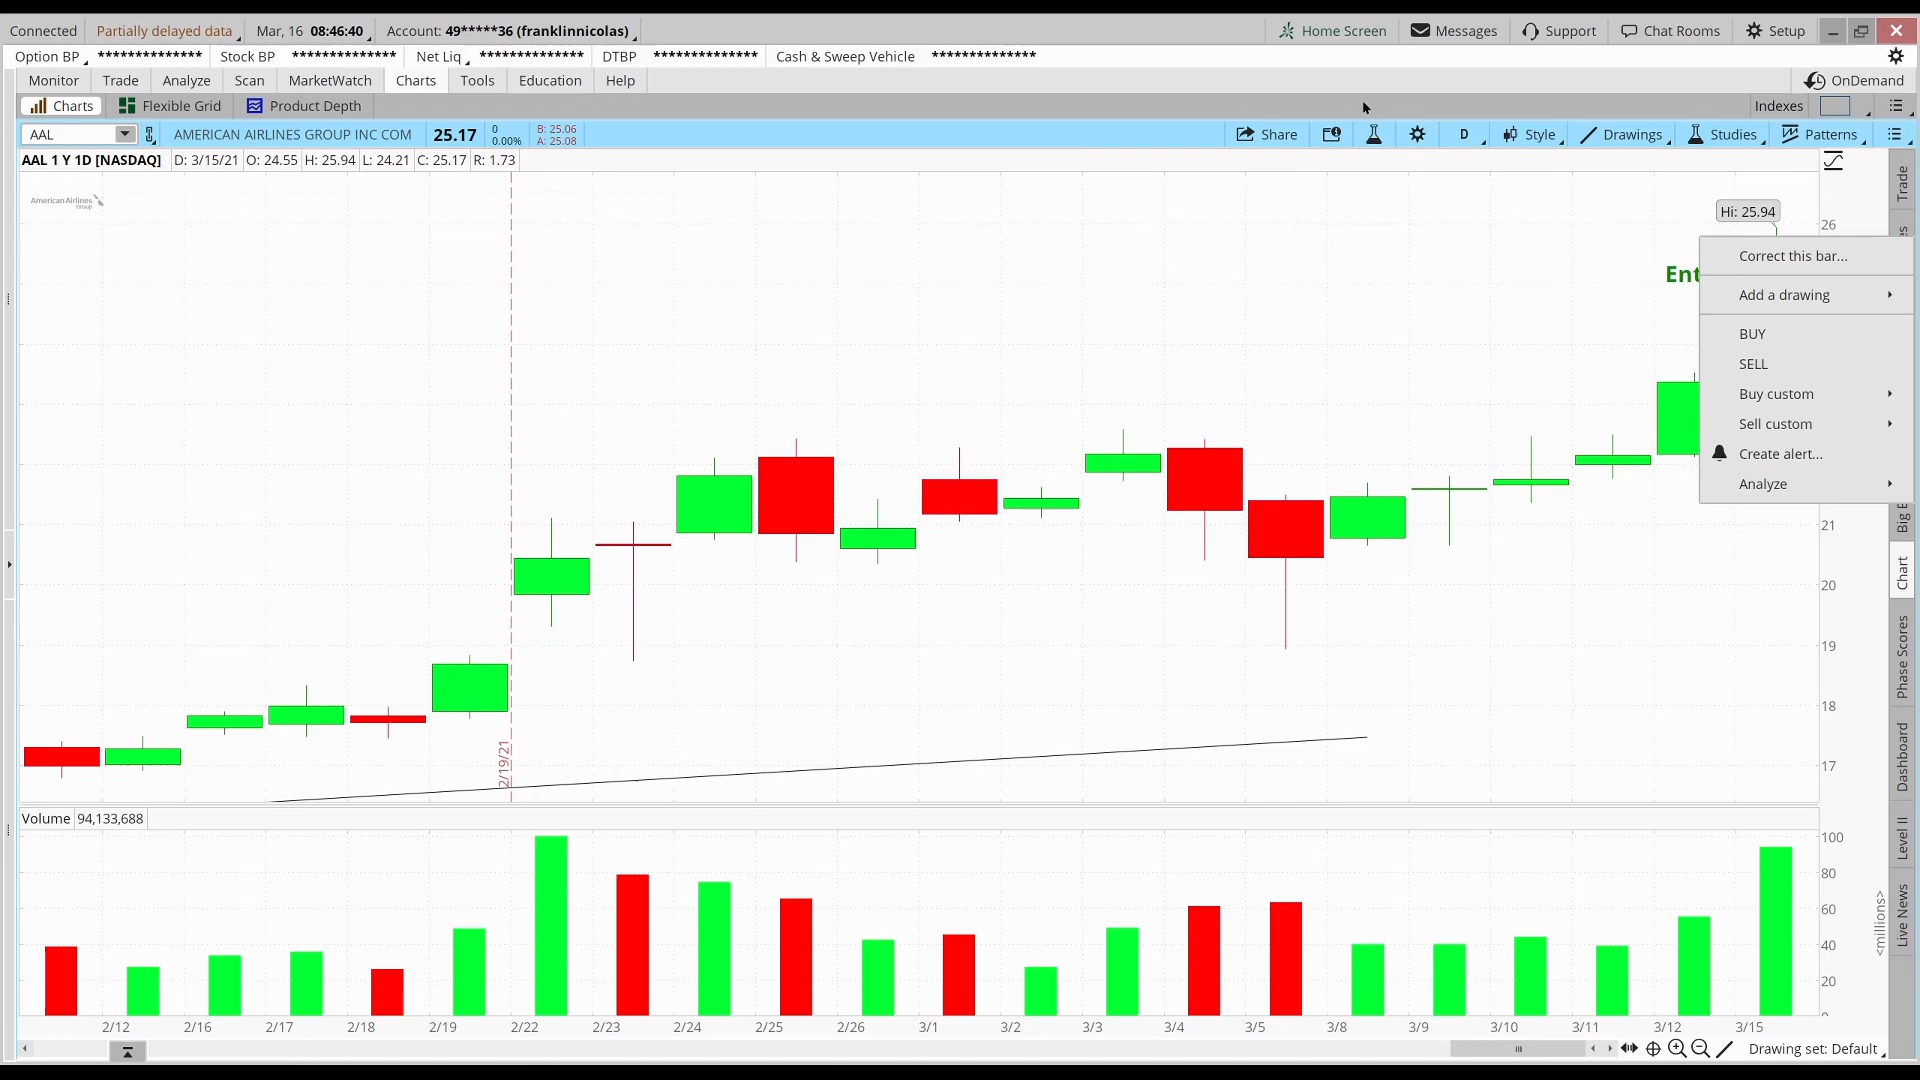 Connected Partially delayed data Mar, 16 08:46:40 Account: 49*****36 (franklinnicolas) Home Screen Messages Support Chat Rooms Setup
Option BP ************** Stock BP ************** Net Liq ************** DTBP ************** Cash & Sweep Vehicle **************
Monitor Trade Analyze Scan MarketWatch Charts Tools Education Help OnDemand
Charts Flexible Grid Product Depth Indexes
AAL AMERICAN AIRLINES GROUP INC COM 25.17 0 0.00% B: 25.06 A: 25.08 Share D Style Drawings Studies Patterns
AAL 1 Y 1D [NASDAQ] D: 3/15/21 O: 24.55 H: 25.94 L: 24.21 C: 25.17 R: 1.73
American Airlines
Group
Hi: 25.94
26
Ent
Correct this bar...
Add a drawing
BUY
SELL
Buy custom
Sell custom
Create alert...
Analyze
21
20
19
18
17
2/19/21
Trade
Chart
Phase Scores
Dashboard
Level II
Live News
Volume 94,133,688
100
80
60
40
20
<millions>
2/12 2/16 2/17 2/18 2/19 2/22 2/23 2/24 2/25 2/26 3/1 3/2 3/3 3/4 3/5 3/8 3/9 3/10 3/11 3/12 3/15
Drawing set: Default